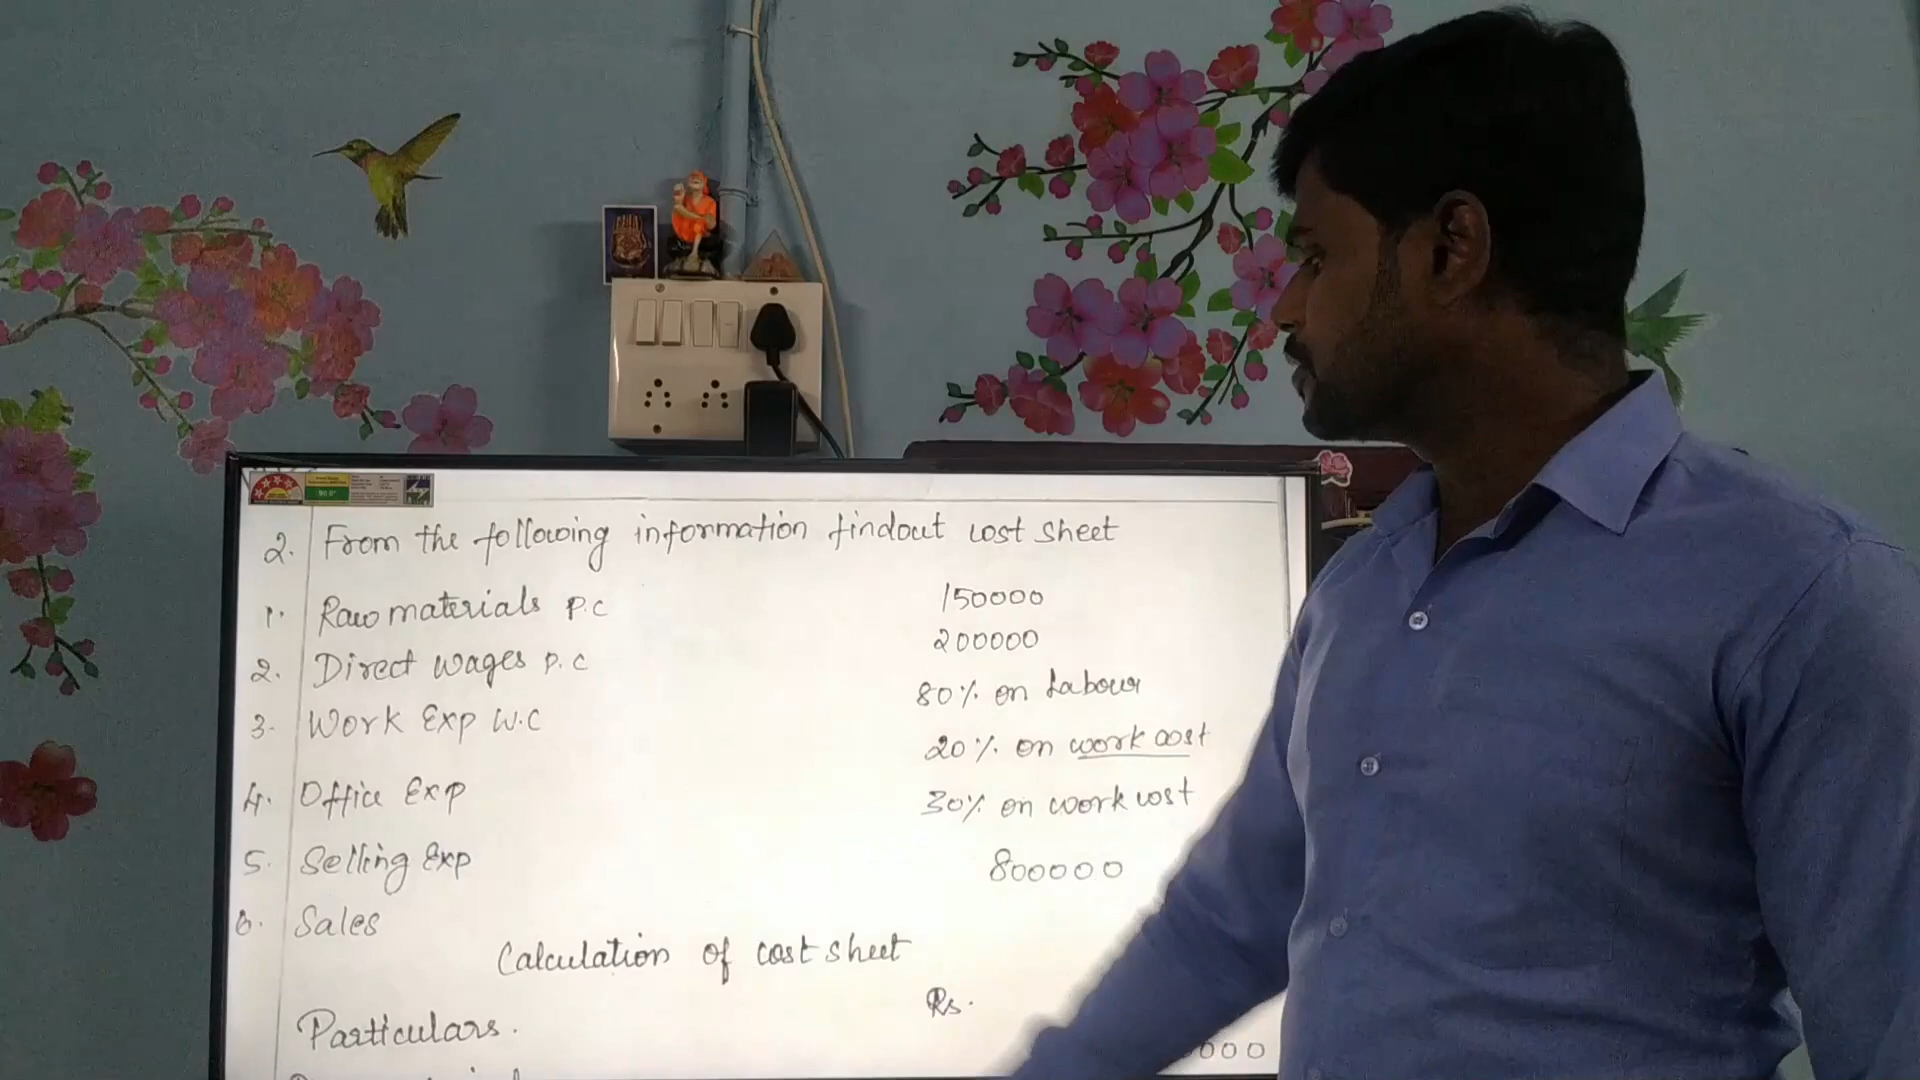 2. From the following information findout cost sheet
1. Raw materials P.C 150000
2. Direct wages P.C 200000
3. Work Exp W.C 80% on Labour
4. Office Exp 20% on work cost
5. Selling Exp 30% on work cost
6. Sales 800000
Calculation of cost sheet
Particulars. Rs.
000